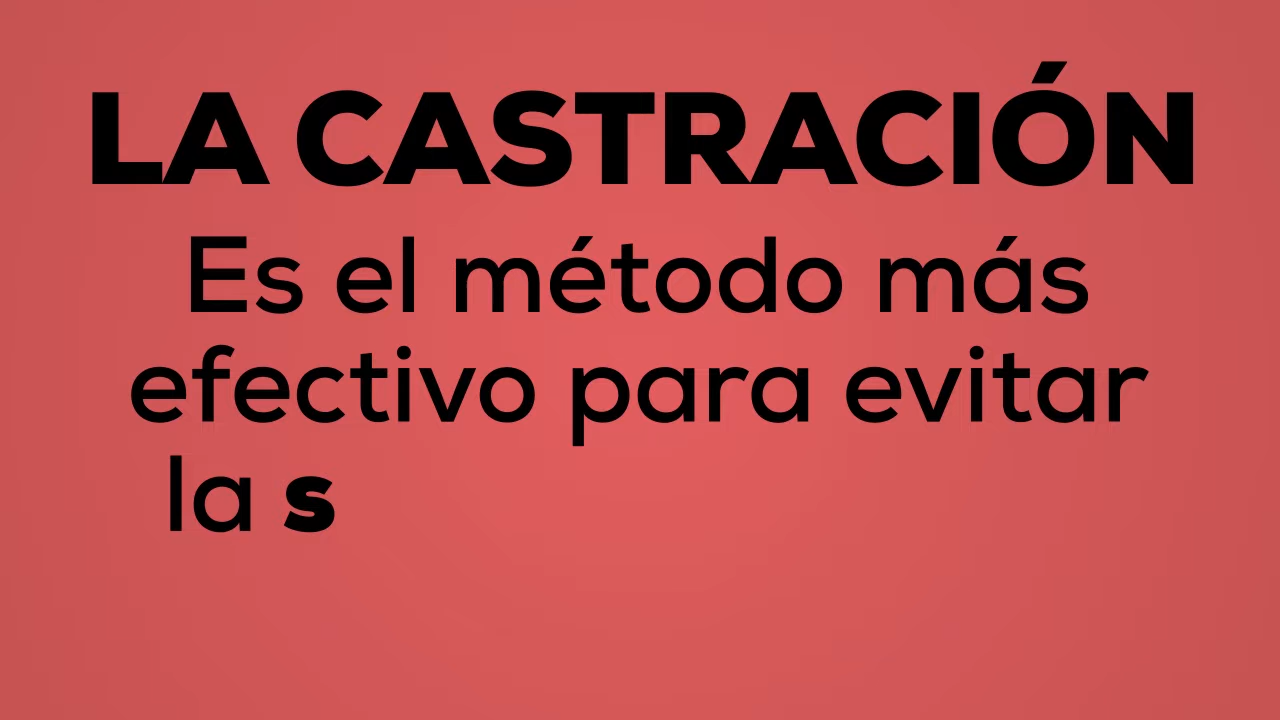 LA CASTRACIÓN
Es el método más
efectivo para evitar
la s